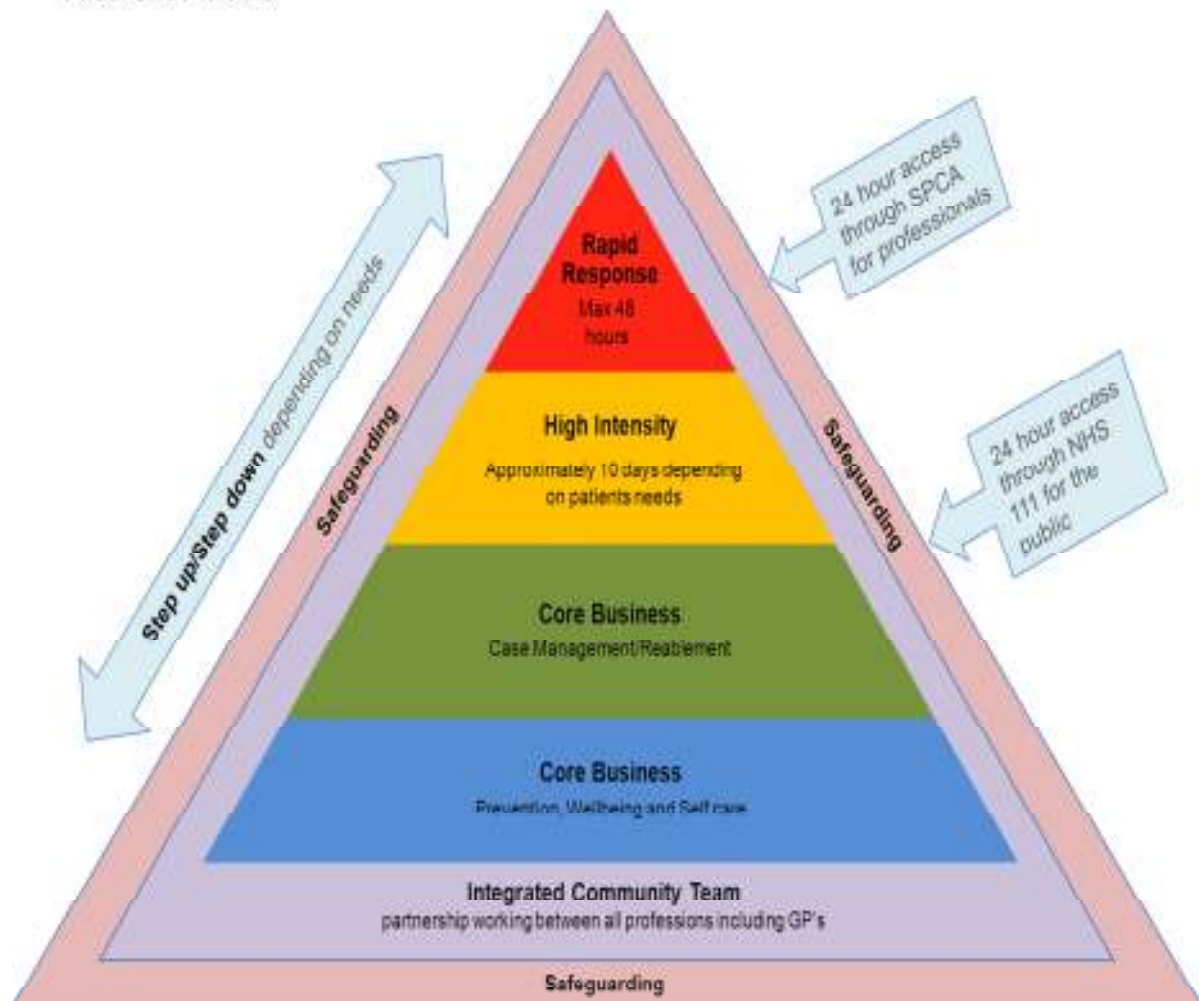 24 hour access
through SPCA
for professionals
Rapid
Response
Max 48
hours
Step up/Step down depending on needs
Safeguarding
High Intensity
Approximately 10 days depending
on patients needs
Safeguarding
24 hour access
through NHS
111 for the
public
Core Business
Case Management/Reablement
Core Business
Prevention, Wellbeing and Self care
Integrated Community Team
partnership working between all professions including GP's
Safeguarding